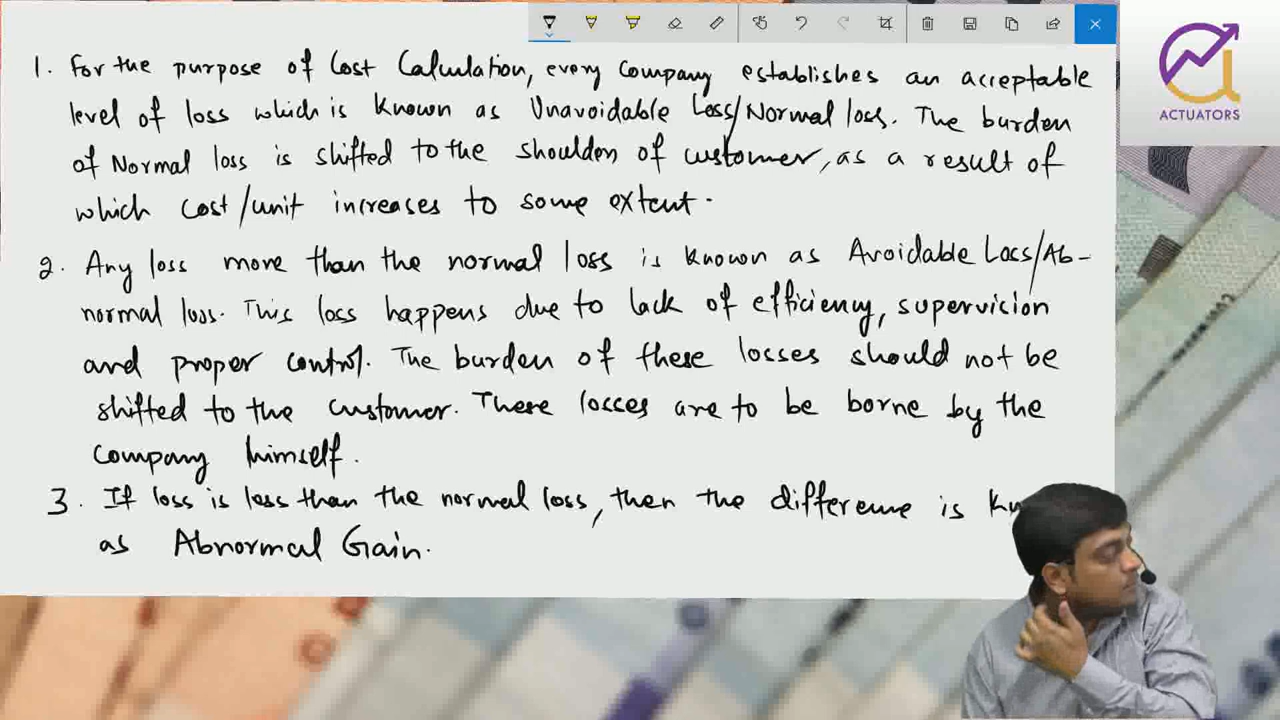 1. For the purpose of Cost Calculation, every Company establishes an acceptable
level of loss which is known as Unavoidable Loss/Normal loss. The burden
of Normal loss is shifted to the shoulder of customer, as a result of
which cost/unit increases to some extent.
2. Any loss more than the normal loss is known as Avoidable Loss/Ab-
normal loss. This loss happens due to lack of efficiency, supervision
and proper control. The burden of these losses should not be
shifted to the customer. These losses are to be borne by the
company himself.
3. If loss is less than the normal loss, then the difference is
as Abnormal Gain.
ACTUATORS